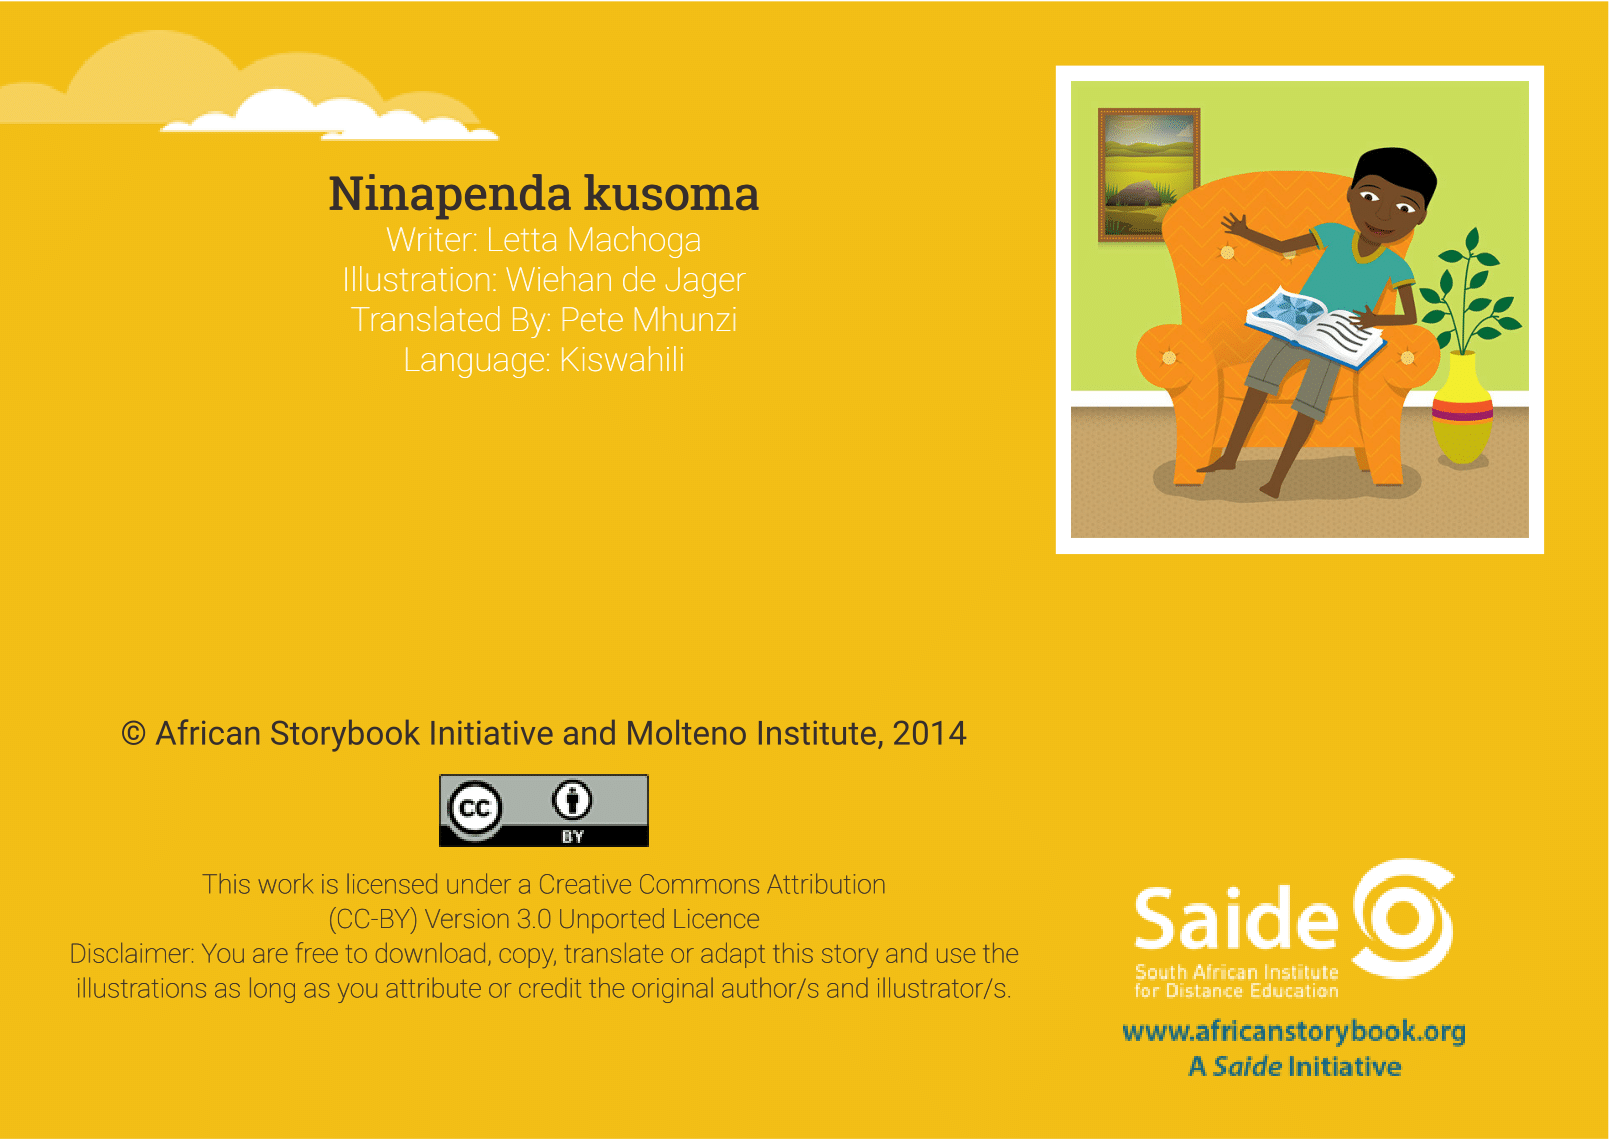 Ninapenda kusoma
Writer: Letta Machoga
Illustration: Wiehan de Jager
Translated By: Pete Mhunzi
Language: Kiswahili
© African Storybook Initiative and Molteno Institute, 2014
cc
BY
This work is licensed under a Creative Commons Attribution
(CC-BY) Version 3.0 Unported Licence
Disclaimer: You are free to download, copy, translate or adapt this story and use the
illustrations as long as you attribute or credit the original author/s and illustrator/s.
Saide
South African Institute
for Distance Education
www.africanstorybook.org
A Saide Initiative